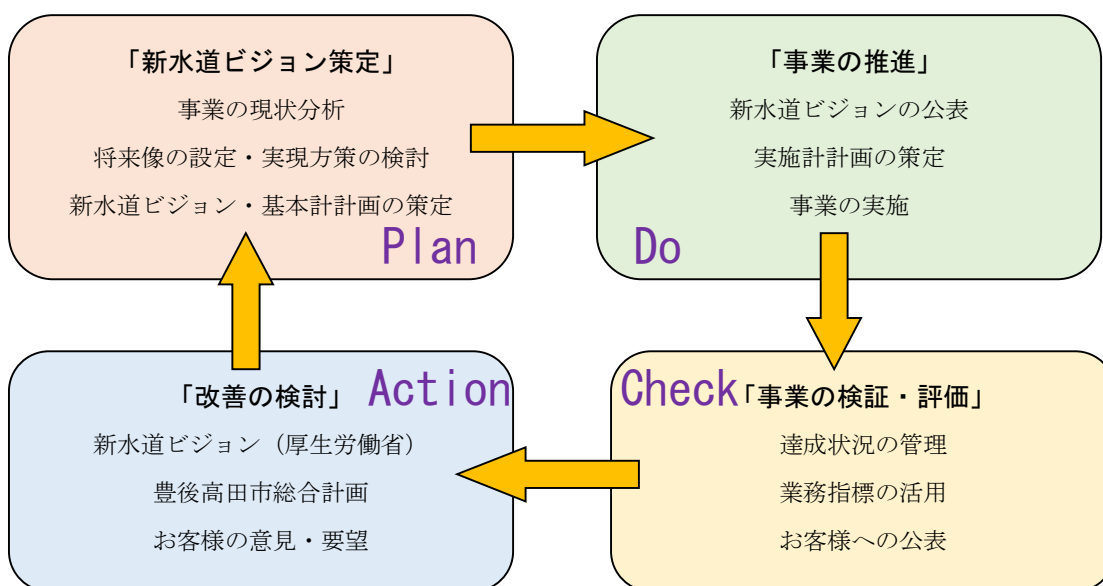 「新水道ビジョン策定」
事業の現状分析
将来像の設定・実現方策の検討
新水道ビジョン・基本計計画の策定
Plan
「事業の推進」
新水道ビジョンの公表
実施計計画の策定
事業の実施
Do
「改善の検討」 Action
新水道ビジョン（厚生労働省）
豊後高田市総合計画
お客様の意見・要望
Check「事業の検証・評価」
達成状況の管理
業務指標の活用
お客様への公表